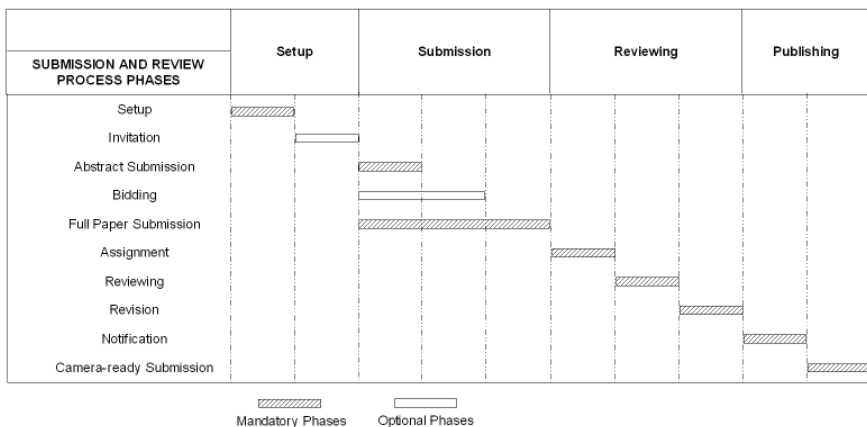 Setup
Submission
Reviewing
Publishing
SUBMISSION AND REVIEW
PROCESS PHASES
Setup
Invitation
Abstract Submission
Bidding
Full Paper Submission
Assignment
Reviewing
Revision
Notification
Camera-ready Submission
Mandatory Phases
Optional Phases